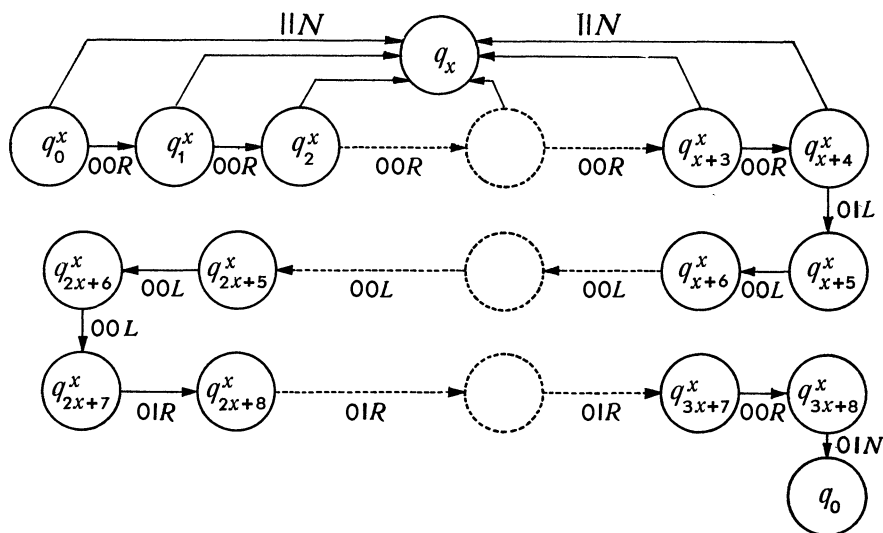 11N 11N
q_x
q_0^x q_1^x q_2^x q_{x+3}^x q_{x+4}^x
00R 00R 00R 00R 00R
01L
q_{2x+6}^x q_{2x+5}^x q_{x+6}^x q_{x+5}^x
00L 00L 00L 00L
00L
q_{2x+7}^x q_{2x+8}^x q_{3x+7}^x q_{3x+8}^x
01R 01R 01R 00R
01N
q_0